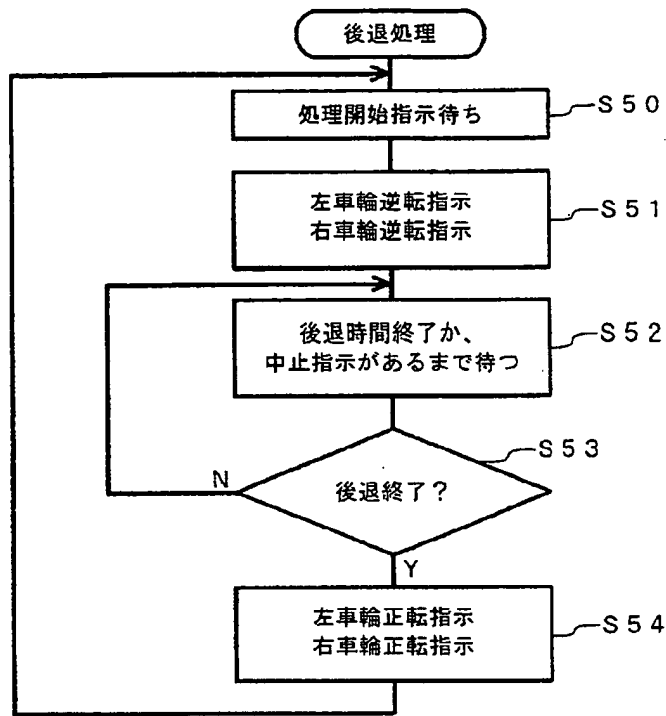 後退処理
処理開始指示待ち
S50
左車輪逆転指示
右車輪逆転指示
S51
後退時間終了か、
中止指示があるまで待つ
S52
S53
N
後退終了?
Y
左車輪正転指示
右車輪正転指示
S54